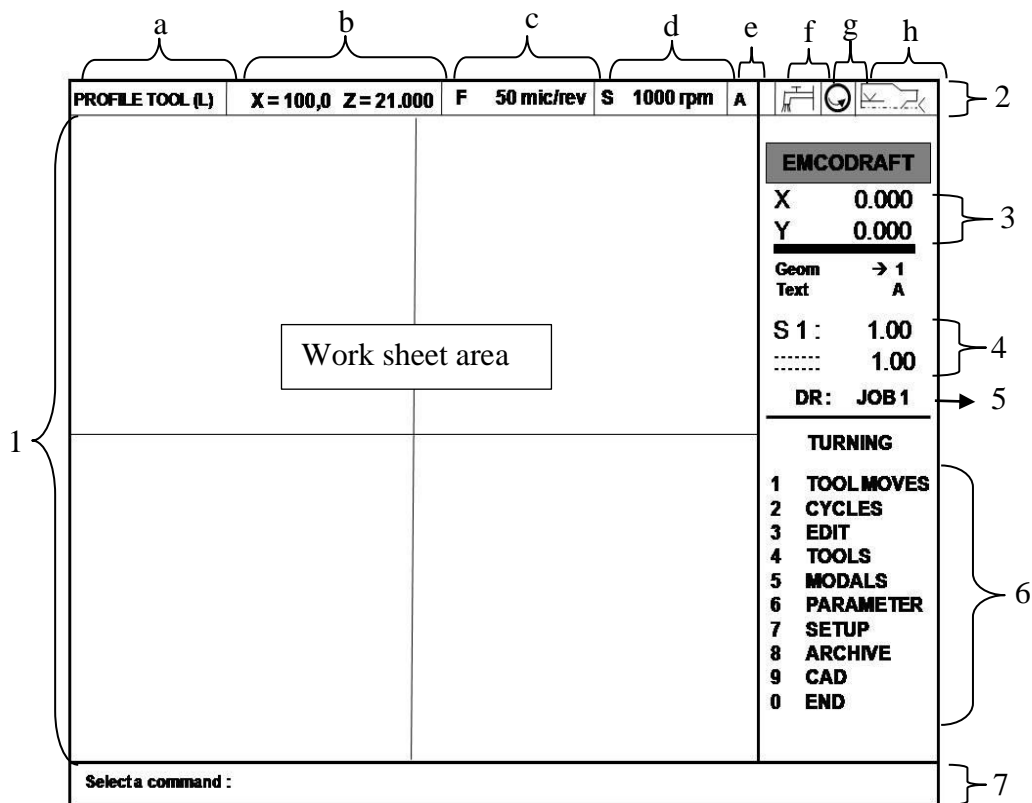 a b c d e f g h
PROFILE TOOL (L) X = 100,0 Z = 21.000 F 50 mic/rev S 1000 rpm A 2
EMCODRAFT
X 0.000
Y 0.000
3
Geom → 1
Text A
S 1 : 1.00
1.00
4
DR : JOB 1 5
Work sheet area
1
TURNING
1 TOOL MOVES
2 CYCLES
3 EDIT
4 TOOLS
5 MODALS
6 PARAMETER
7 SETUP
8 ARCHIVE
9 CAD
0 END
6
Select a command :
7